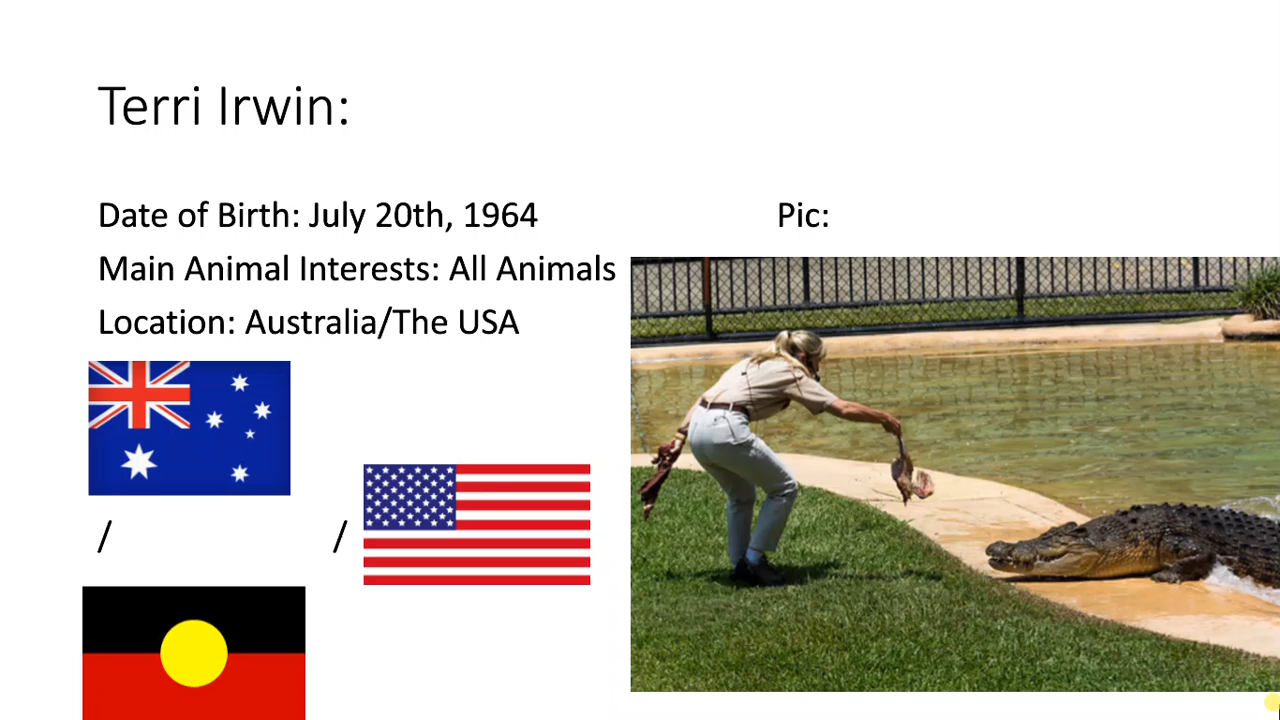 Terri Irwin:
Date of Birth: July 20th, 1964
Pic:
Main Animal Interests: All Animals
Location: Australia/The USA
/
/